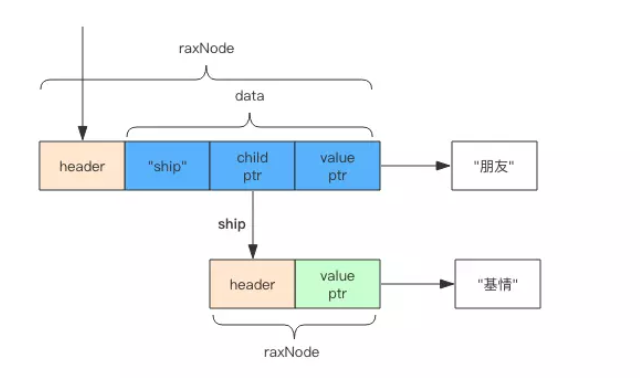 raxNode
data
header
"ship"
child
ptr
value
ptr
"朋友"
ship
header
value
ptr
"基情"
raxNode